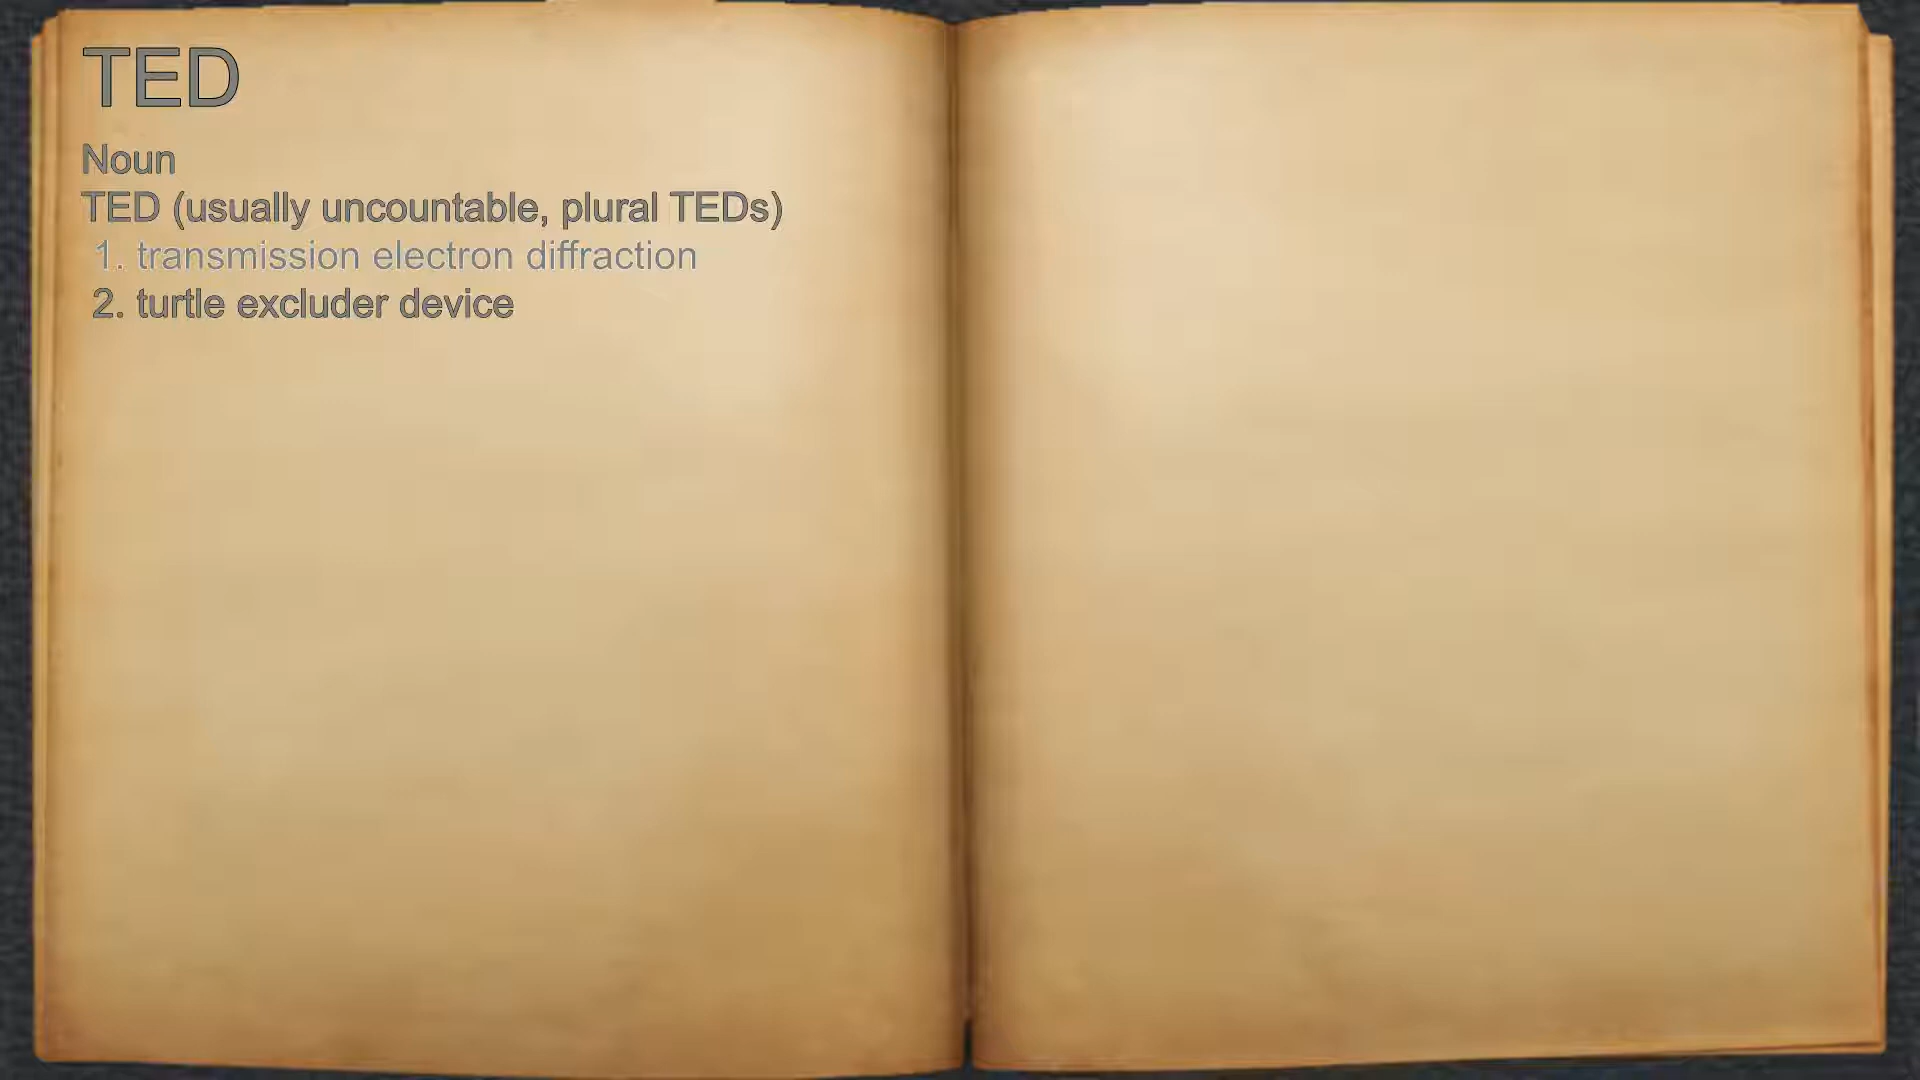 TED
Noun
TED (usually uncountable, plural TEDs)
1. transmission electron diffraction
2. turtle excluder device